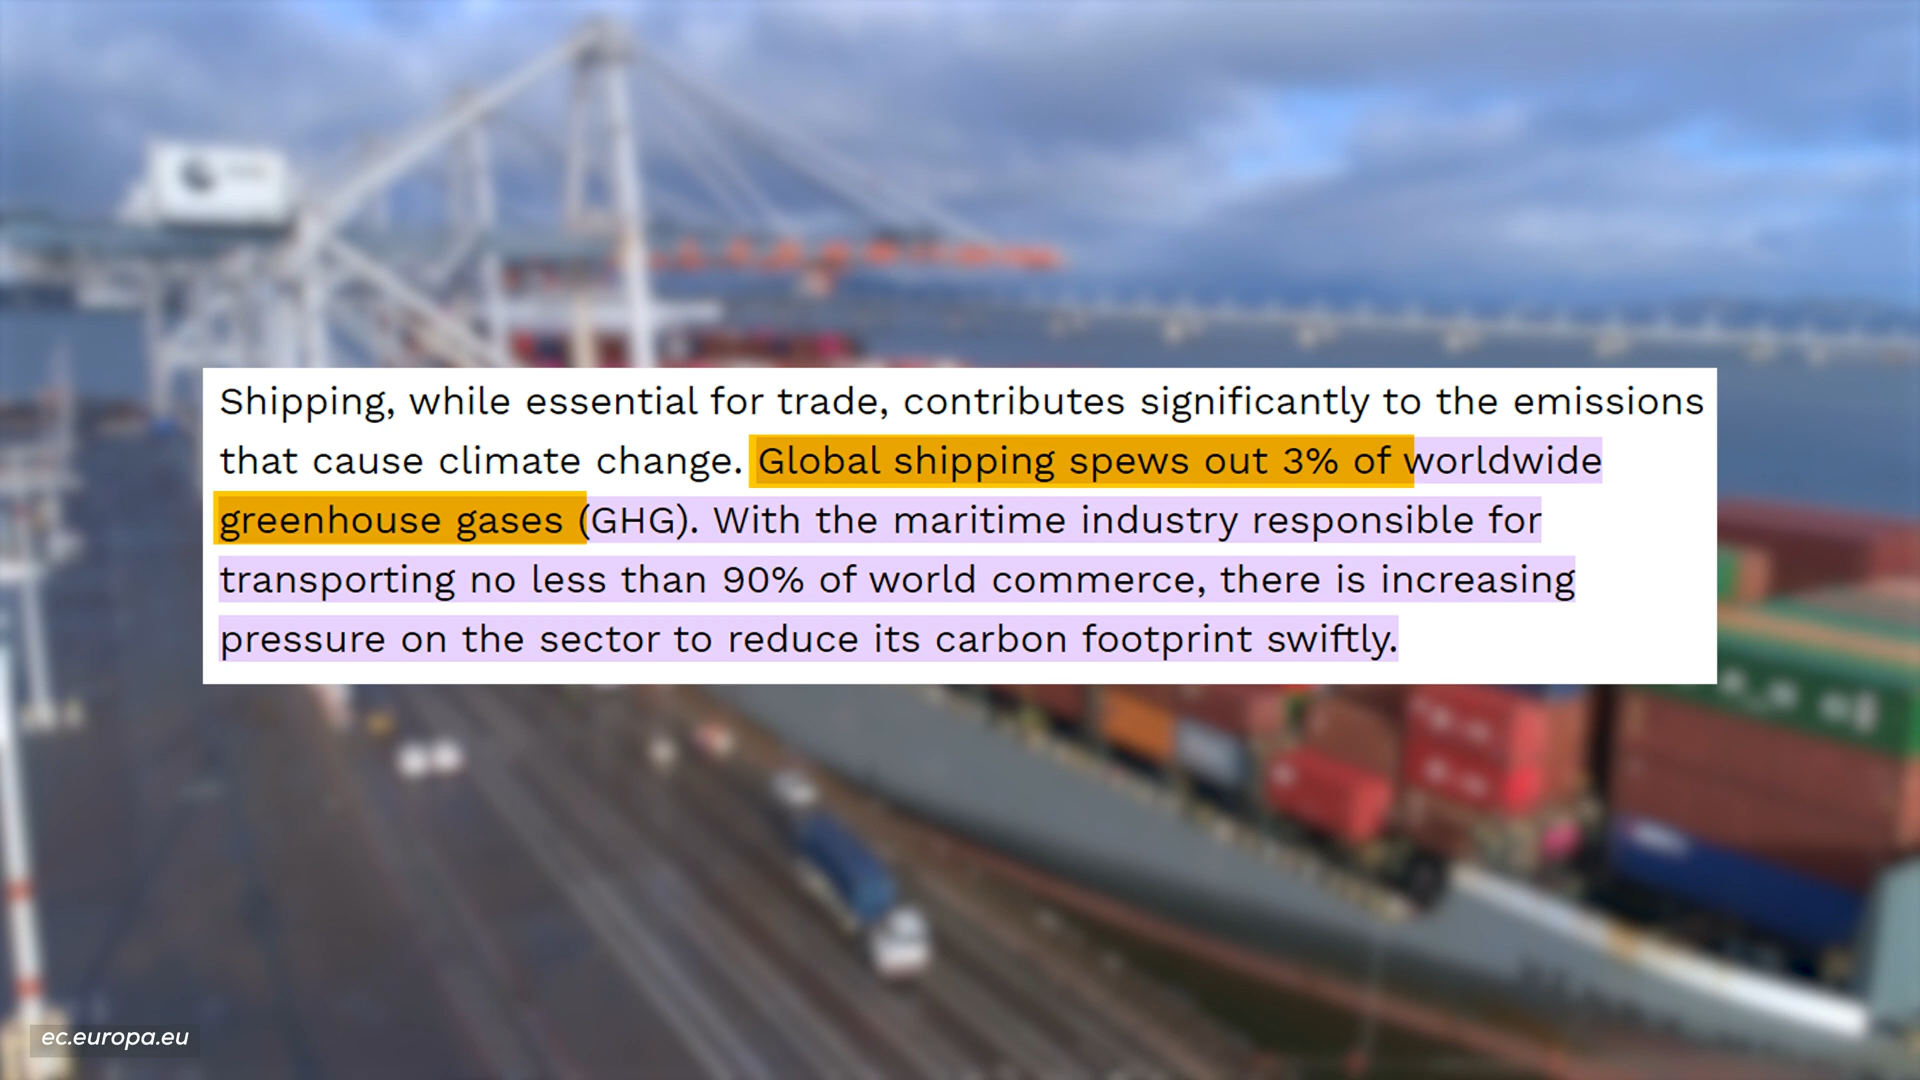 Shipping, while essential for trade, contributes significantly to the emissions
that cause climate change. Global shipping spews out 3% of worldwide
greenhouse gases (GHG). With the maritime industry responsible for
transporting no less than 90% of world commerce, there is increasing
pressure on the sector to reduce its carbon footprint swiftly.
ec.europa.eu